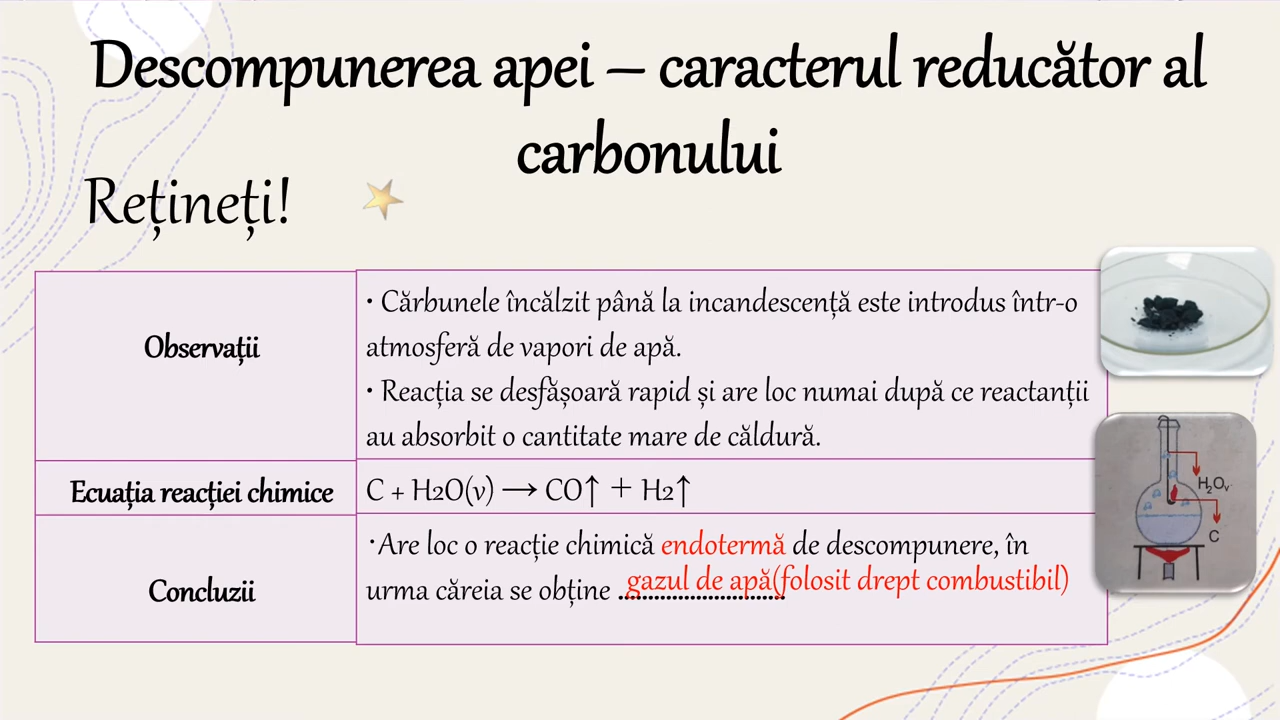 Descompunerea apei – caracterul reducător al
carbonului
Rețineți!
Observații
• Cărbunele încălzit până la incandescență este introdus într-o
atmosferă de vapori de apă.
• Reacția se desfășoară rapid și are loc numai după ce reactanții
au absorbit o cantitate mare de căldură.
Ecuația reacției chimice
C + H2O(v) → CO↑ + H2↑
Concluzii
•Are loc o reacție chimică endotermă de descompunere, în
urma căreia se obține ........................... gazul de apă(folosit drept combustibil)
H₂Oᵥ
C